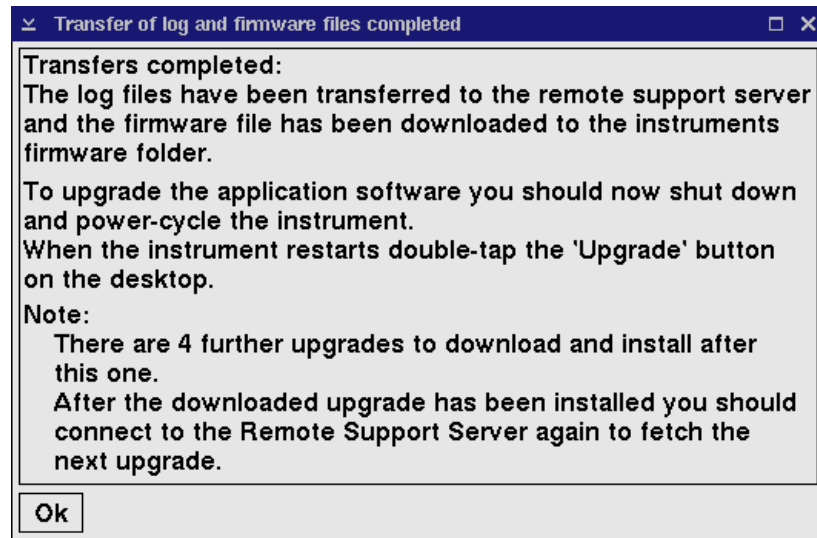 Transfer of log and firmware files completed
Transfers completed:
The log files have been transferred to the remote support server
and the firmware file has been downloaded to the instruments
firmware folder.
To upgrade the application software you should now shut down
and power-cycle the instrument.
When the instrument restarts double-tap the 'Upgrade' button
on the desktop.
Note:
There are 4 further upgrades to download and install after
this one.
After the downloaded upgrade has been installed you should
connect to the Remote Support Server again to fetch the
next upgrade.
Ok